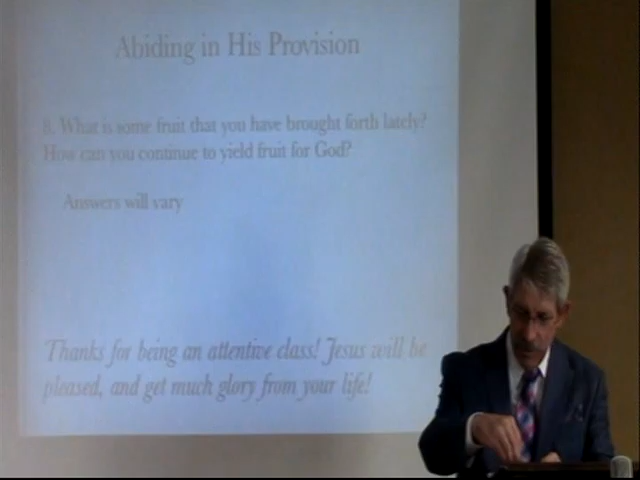 Abiding in His Provision
8. What is some fruit that you have brought forth lately?
How can you continue to yield fruit for God?
Answers will vary
Thanks for being an attentive class! Jesus will be
pleased, and get much glory from your life!